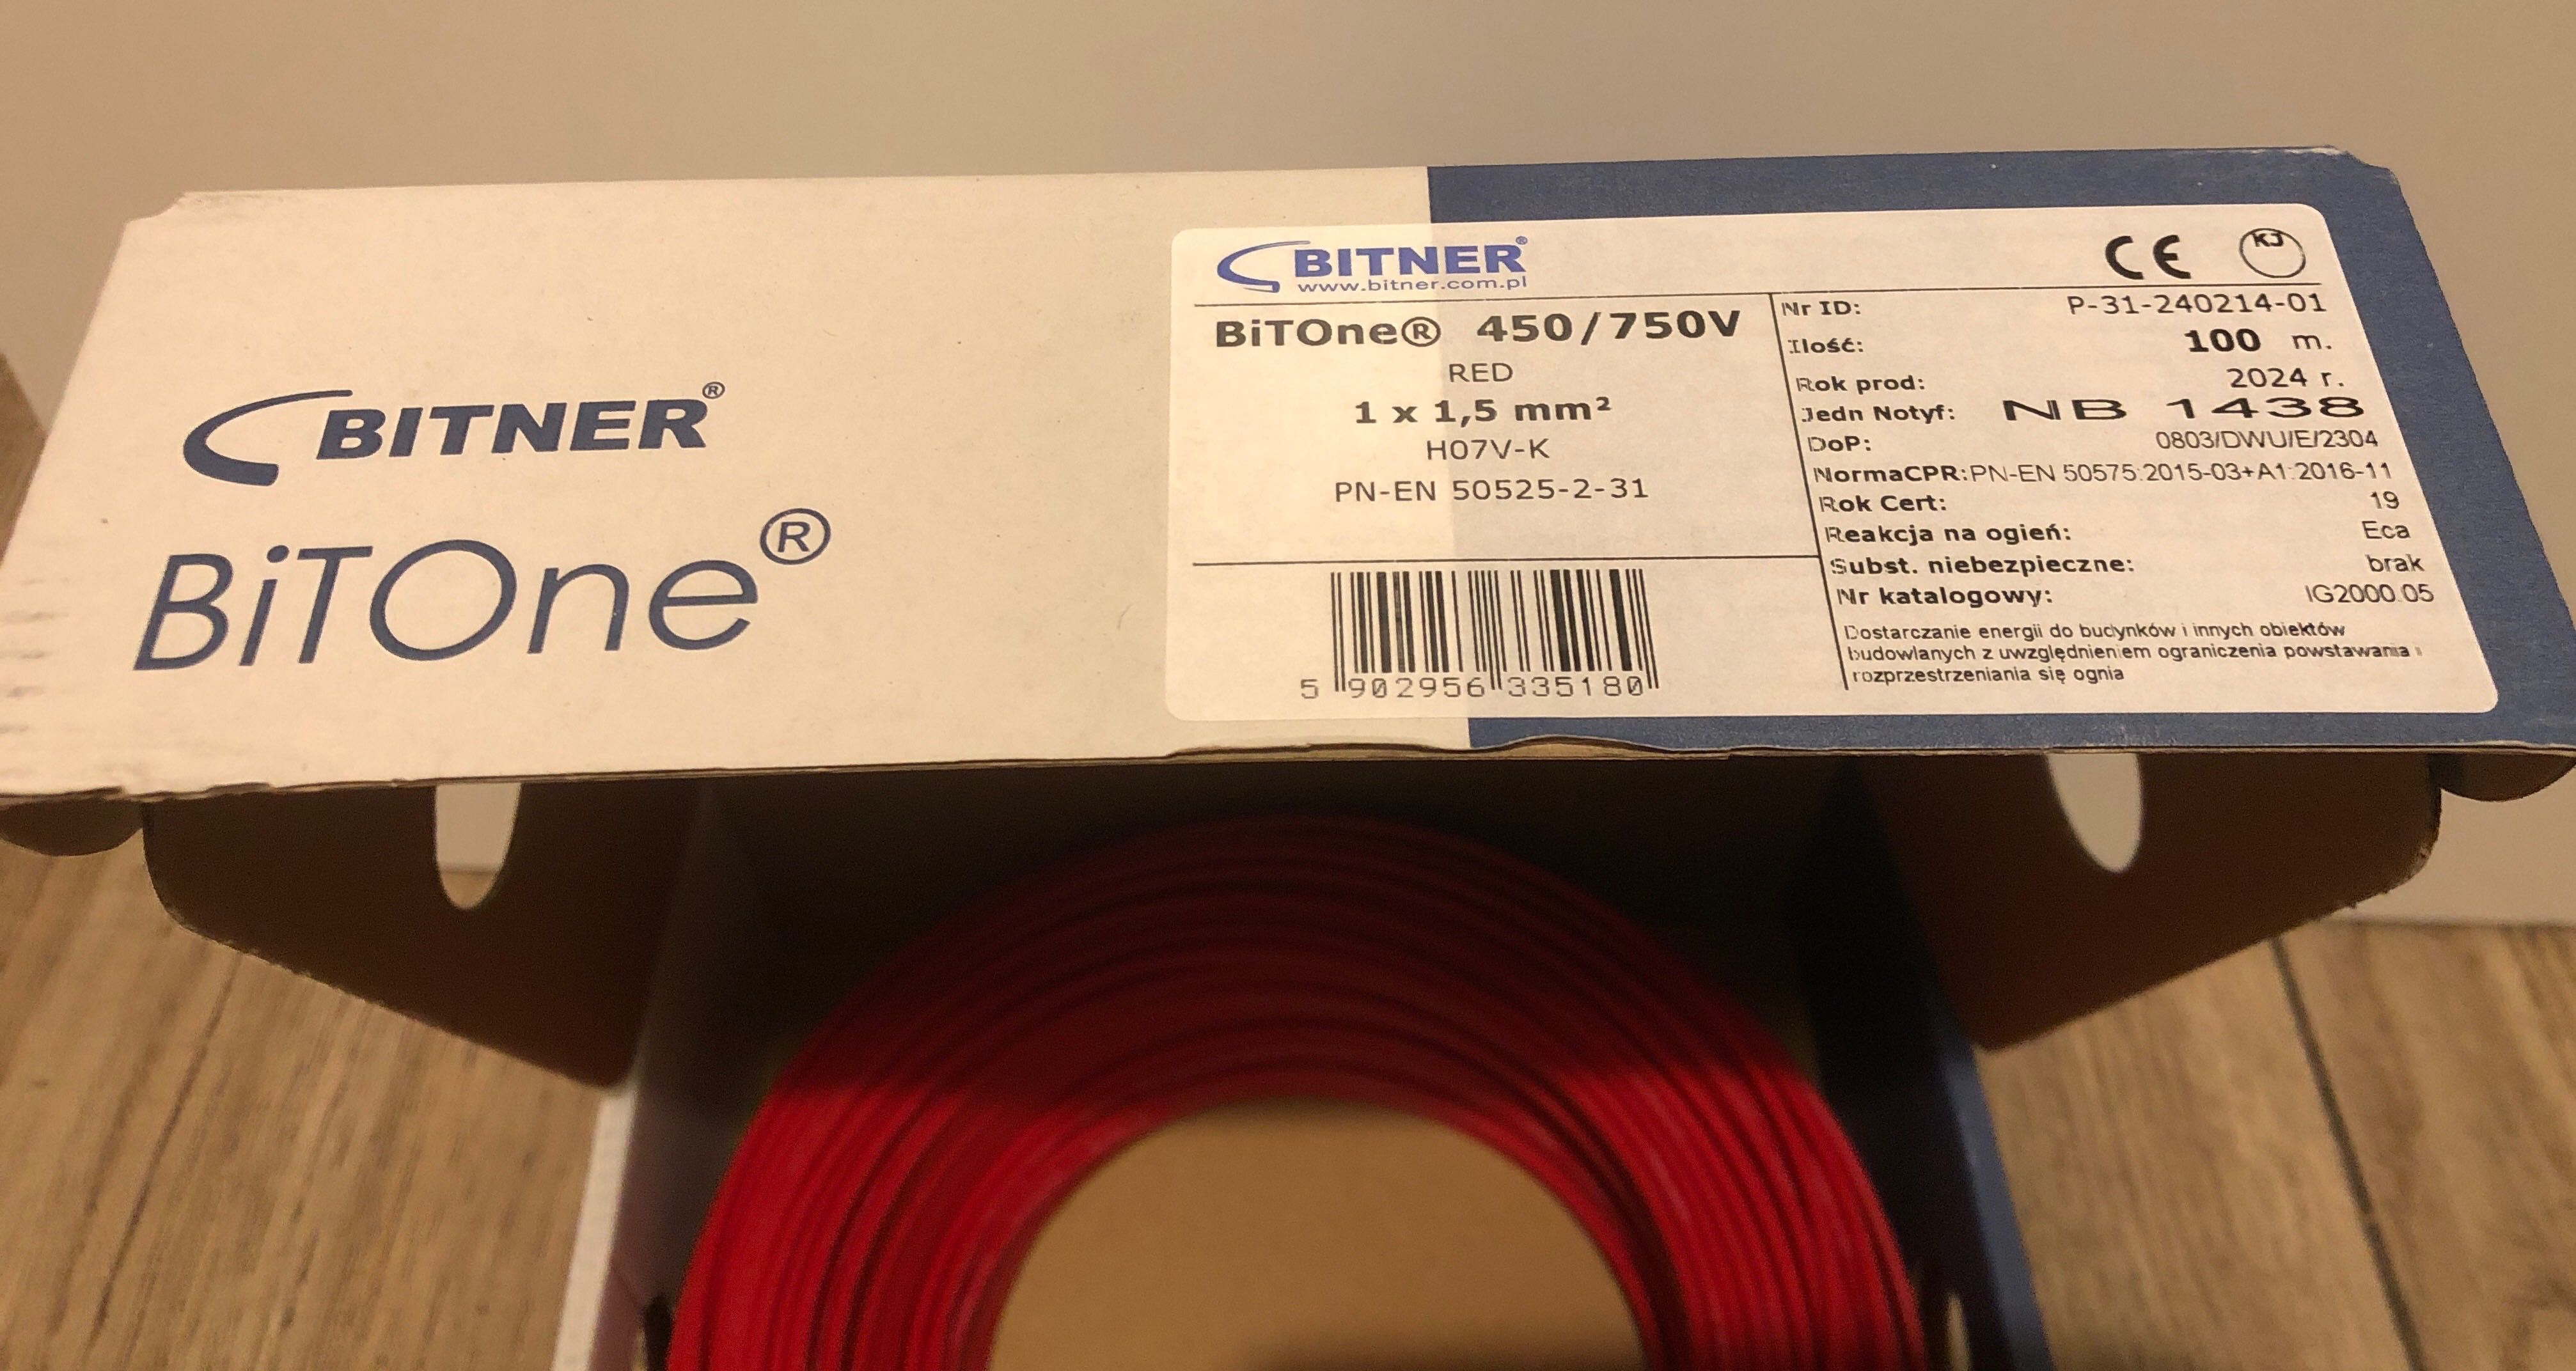 BITNER®
BiTOne®
BITNER®
www.bitner.com.pl
CE KJ
BiTOne® 450/750V
RED
1 x 1,5 mm²
H07V-K
PN-EN 50525-2-31
5 902956 335180
Nr ID: P-31-240214-01
Ilość: 100 m.
Rok prod: 2024 r.
Jedn Notyf: NB 1438
DoP: 0803/DWU/E/2304
NormaCPR:PN-EN 50575:2015-03+A1:2016-11
Rok Cert: 19
Reakcja na ogień: Eca
Subst. niebezpieczne: brak
Nr katalogowy: IG2000.05
Dostarczanie energii do budynków i innych obiektów
budowlanych z uwzględnieniem ograniczenia powstawania i
rozprzestrzeniania się ognia